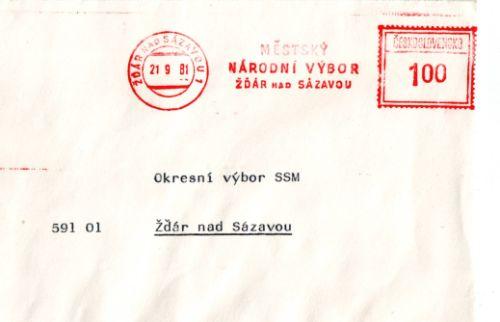 ŽĎÁR NAD SÁZAVOU 1
21 9 81
MĚSTSKÝ
NÁRODNÍ VÝBOR
ŽĎÁR NAD SÁZAVOU
ČESKOSLOVENSKO
100
Okresní výbor SSM
591 01 Žďár nad Sázavou